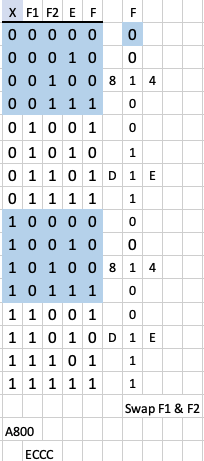 X F1 F2 E F F
0 0 0 0 0 0
0 0 0 1 0 0
0 0 1 0 0 8 1 4
0 0 1 1 1 0
0 1 0 0 1 0
0 1 0 1 0 1
0 1 1 0 1 D 1 E
0 1 1 1 1 1
1 0 0 0 0 0
1 0 0 1 0 0
1 0 1 0 0 8 1 4
1 0 1 1 1 0
1 1 0 0 1 0
1 1 0 1 0 D 1 E
1 1 1 0 1 1
1 1 1 1 1 1
Swap F1 & F2
A800
ECCC